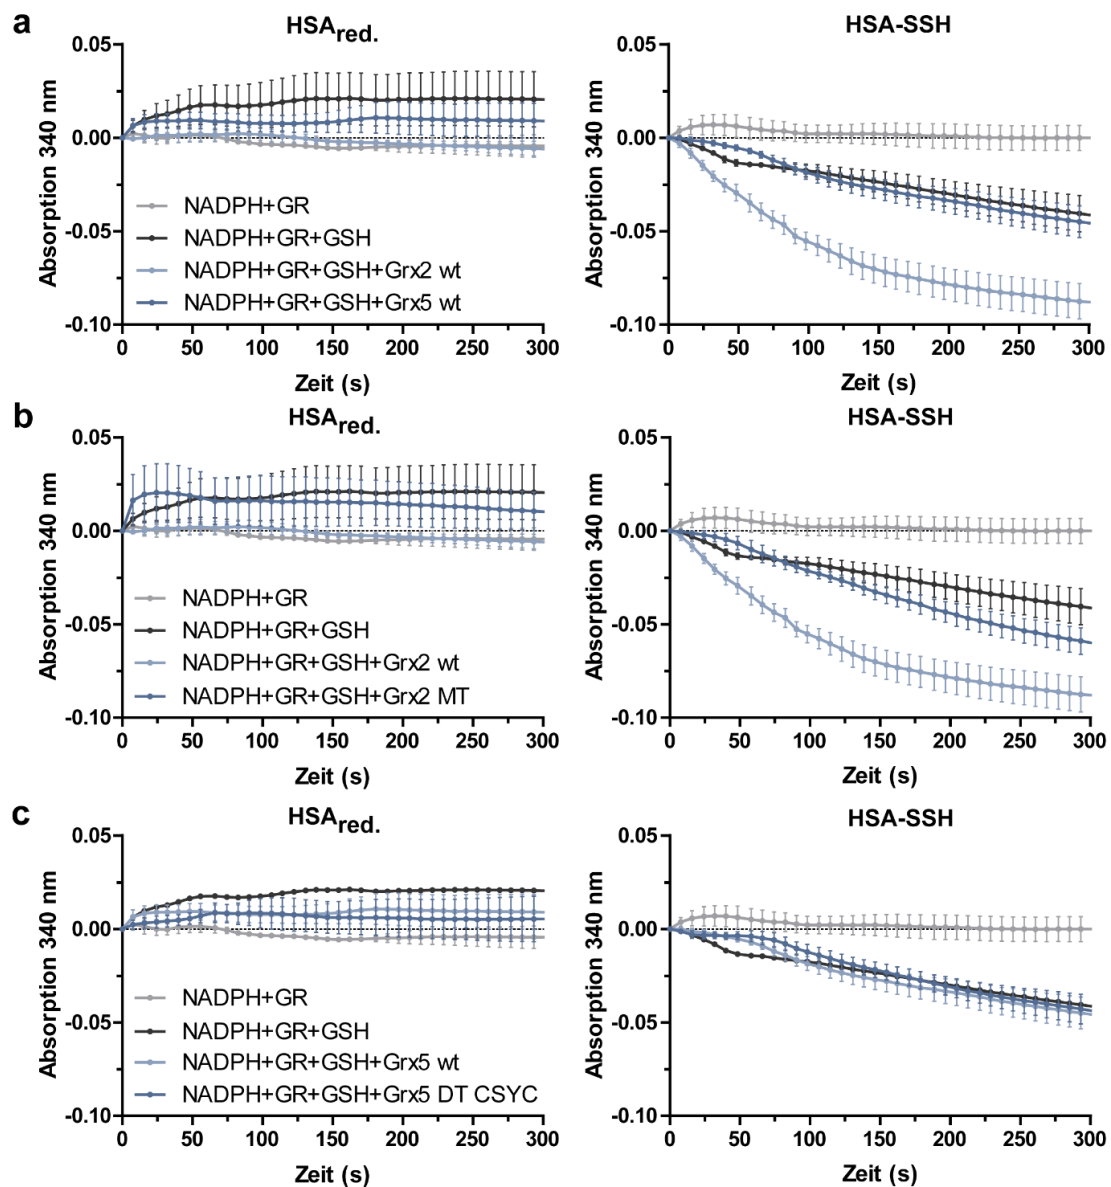 a
HSAred.
HSA-SSH
Absorption 340 nm
0.05
0.00
-0.05
-0.10
NADPH+GR
NADPH+GR+GSH
NADPH+GR+GSH+Grx2 wt
NADPH+GR+GSH+Grx5 wt
0 50 100 150 200 250 300
Zeit (s)
Absorption 340 nm
0.05
0.00
-0.05
-0.10
0 50 100 150 200 250 300
Zeit (s)
b
HSAred.
HSA-SSH
Absorption 340 nm
0.05
0.00
-0.05
-0.10
NADPH+GR
NADPH+GR+GSH
NADPH+GR+GSH+Grx2 wt
NADPH+GR+GSH+Grx2 MT
0 50 100 150 200 250 300
Zeit (s)
Absorption 340 nm
0.05
0.00
-0.05
-0.10
0 50 100 150 200 250 300
Zeit (s)
c
HSAred.
HSA-SSH
Absorption 340 nm
0.05
0.00
-0.05
-0.10
NADPH+GR
NADPH+GR+GSH
NADPH+GR+GSH+Grx5 wt
NADPH+GR+GSH+Grx5 DT CSYC
0 50 100 150 200 250 300
Zeit (s)
Absorption 340 nm
0.05
0.00
-0.05
-0.10
0 50 100 150 200 250 300
Zeit (s)